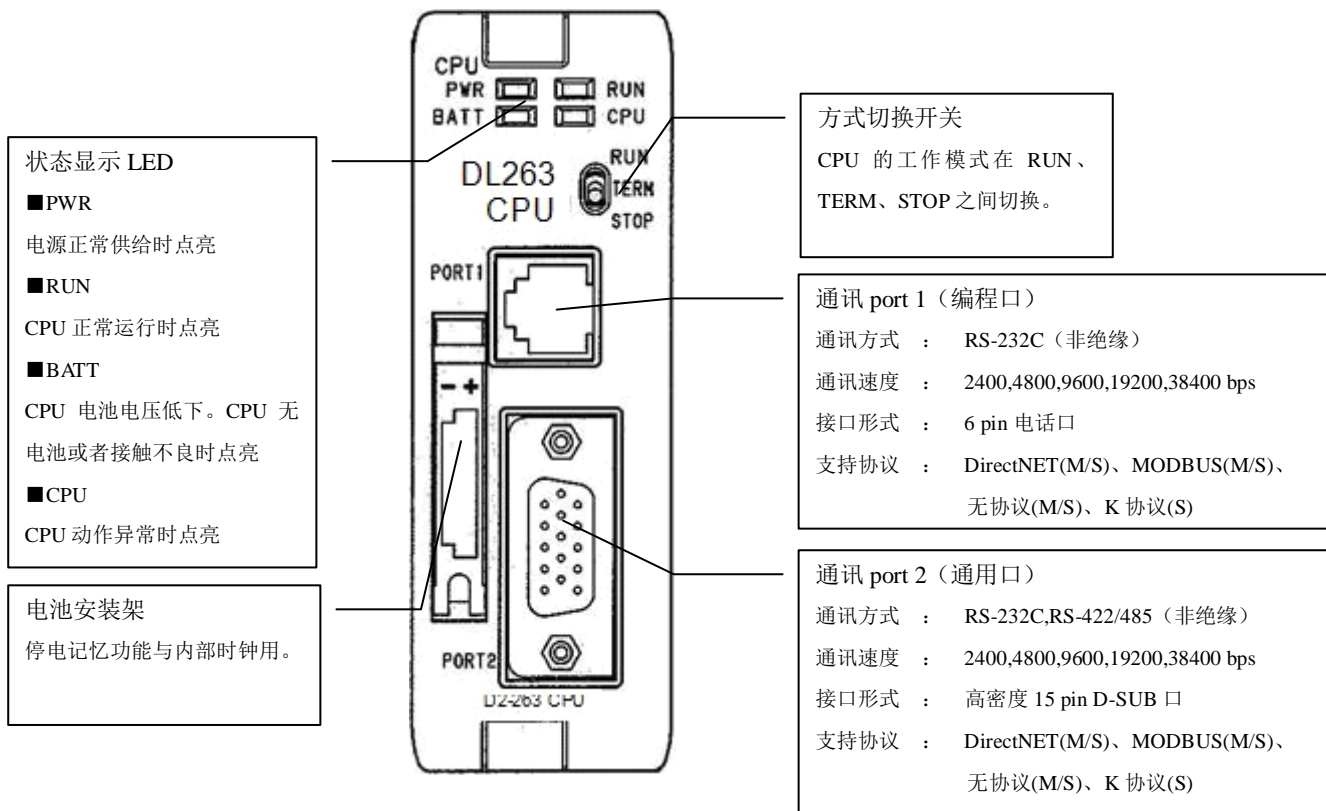 CPU
PWR
RUN
BATT
CPU
DL263
CPU
RUN
TERM
STOP
PORT1
- +
PORT2
D2-263 CPU
状态显示 LED
■PWR
电源正常供给时点亮
■RUN
CPU 正常运行时点亮
■BATT
CPU 电池电压低下。CPU 无
电池或者接触不良时点亮
■CPU
CPU 动作异常时点亮
电池安装架
停电记忆功能与内部时钟用。
方式切换开关
CPU 的工作模式在 RUN、
TERM、STOP 之间切换。
通讯 port 1（编程口）
通讯方式 : RS-232C（非绝缘）
通讯速度 : 2400,4800,9600,19200,38400 bps
接口形式 : 6 pin 电话口
支持协议 : DirectNET(M/S)、MODBUS(M/S)、
无协议(M/S)、K 协议(S)
通讯 port 2（通用口）
通讯方式 : RS-232C,RS-422/485（非绝缘）
通讯速度 : 2400,4800,9600,19200,38400 bps
接口形式 : 高密度 15 pin D-SUB 口
支持协议 : DirectNET(M/S)、MODBUS(M/S)、
无协议(M/S)、K 协议(S)